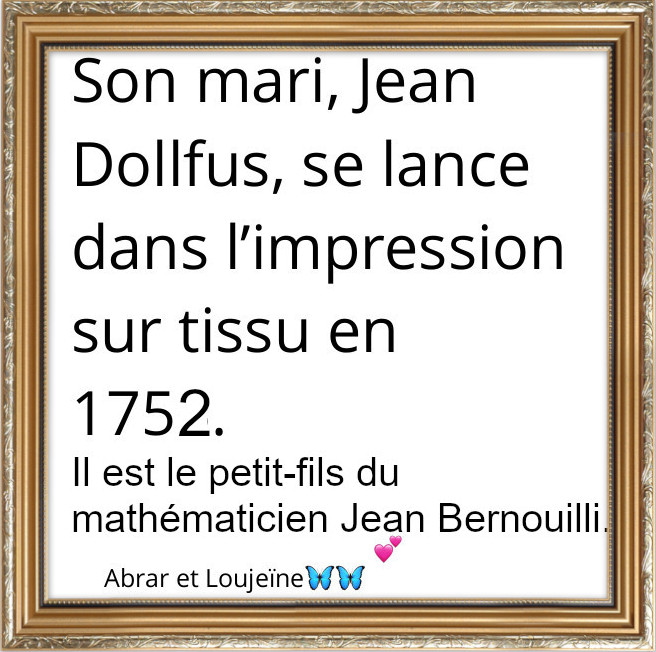 Son mari, Jean
Dollfus, se lance
dans l’impression
sur tissu en
1752.
Il est le petit-fils du
mathématicien Jean Bernouilli.
💕
Abrar et Loujeïne🦋🦋